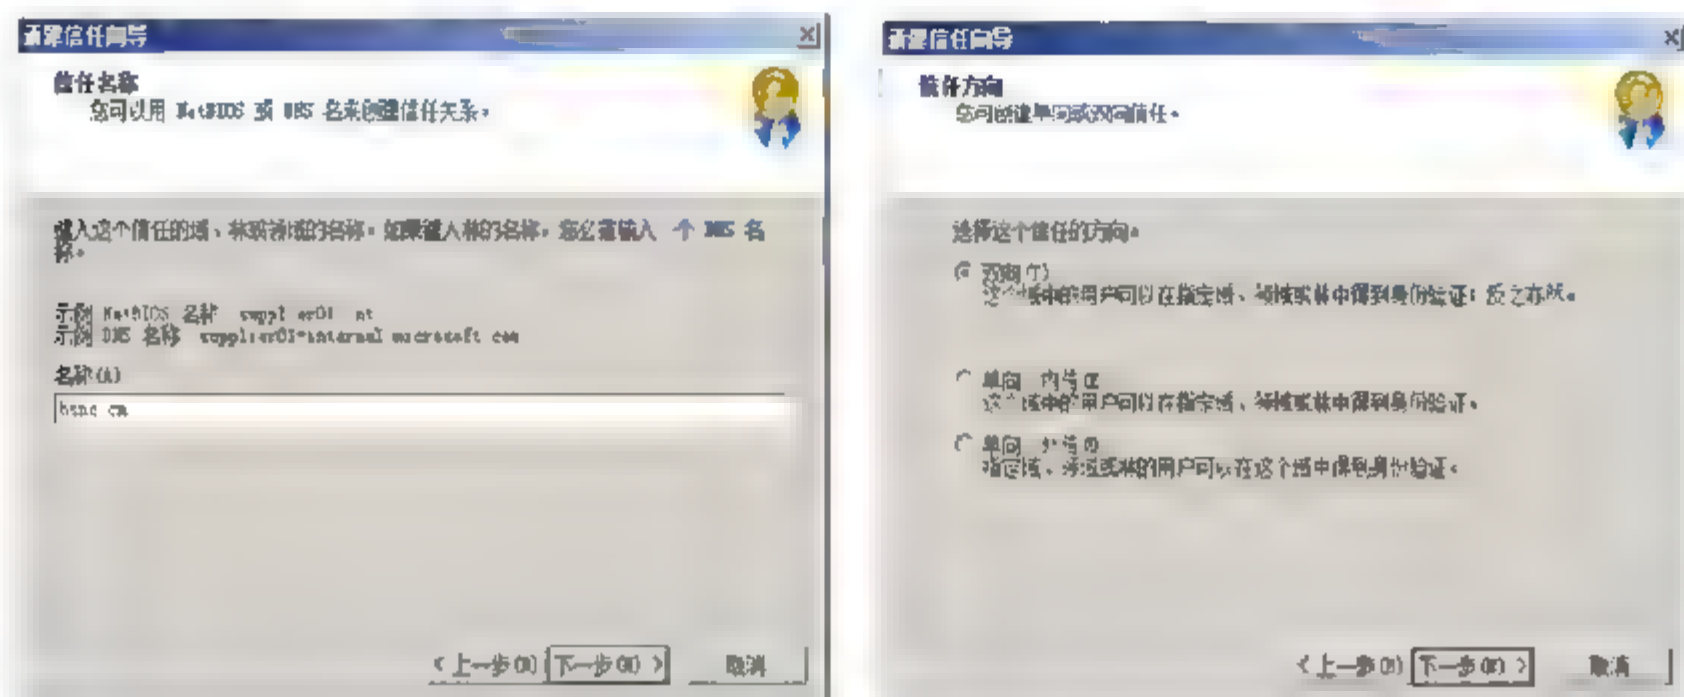 新建信任向导
信任名称
您可以用 NetBIOS 或 DNS 名来创建信任关系。
键入这个信任的域、林或领域的名称。如果键入林的名称，您必需输入 个 DNS 名
称。
示例 NetBIOS 名称 supplier01 nt
示例 DNS 名称 supplier01 internal microsoft com
名称(A)
< 上一步(B) 下一步(N) > 取消
新建信任向导
信任方向
您可创建单向或双向信任。
选择这个信任的方向。
双向(T)
这个域中的用户可以在指定域、领域或林中得到身份验证；反之亦然。
单向 内传
这个域中的用户可以在指定域、领域或林中得到身份验证。
单向 外传
指定域、领域或林的用户可以在这个域中得到身份验证。
< 上一步(B) 下一步(N) > 取消